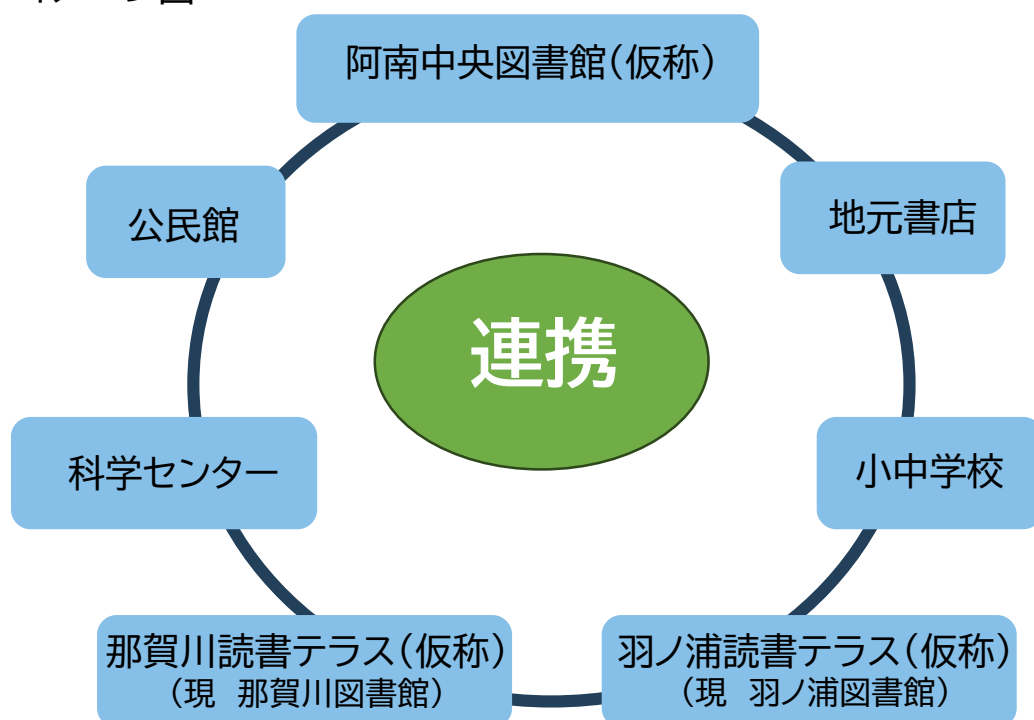 阿南中央図書館(仮称)
公民館
地元書店
連携
科学センター
小中学校
那賀川読書テラス(仮称)
(現 那賀川図書館)
羽ノ浦読書テラス(仮称)
(現 羽ノ浦図書館)